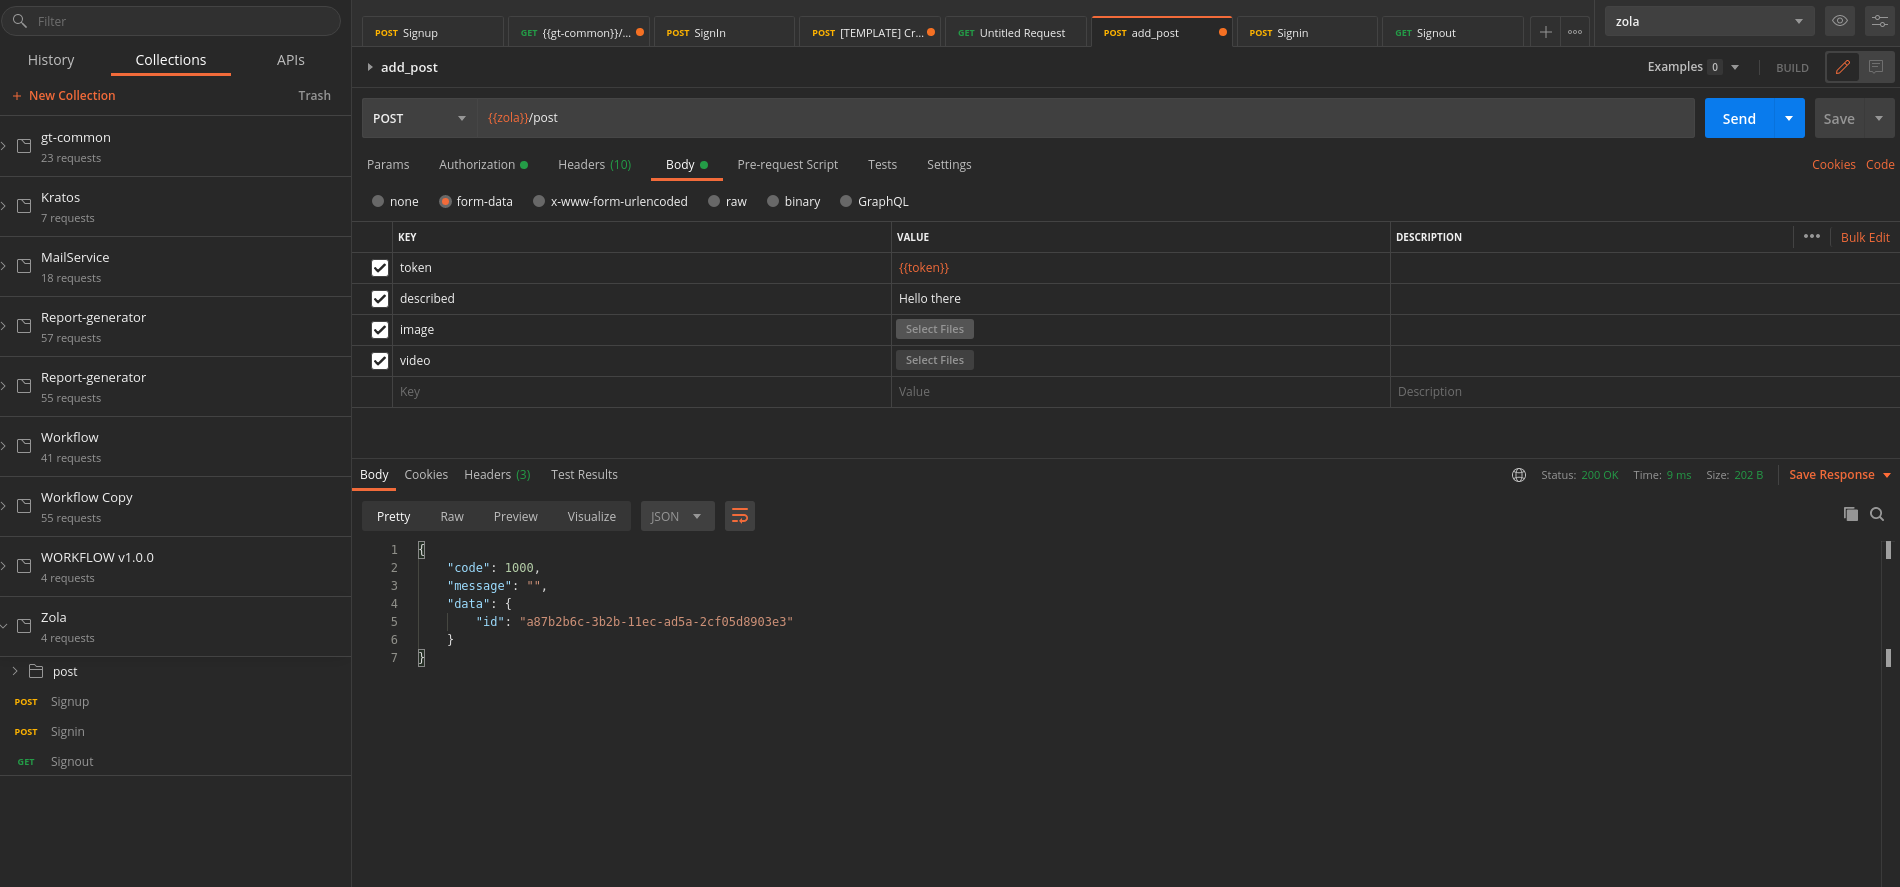 Filter
History Collections APIs
+ New Collection Trash
gt-common
23 requests
Kratos
7 requests
MailService
18 requests
Report-generator
57 requests
Report-generator
55 requests
Workflow
41 requests
Workflow Copy
55 requests
WORKFLOW v1.0.0
4 requests
Zola
4 requests
post
POST Signup
POST Signin
GET Signout
POST Signup GET {{gt-common}}/... POST SignIn POST [TEMPLATE] Cr... GET Untitled Request POST add_post POST Signin GET Signout
zola
add_post
Examples 0 BUILD
POST {{zola}}/post Send Save
Params Authorization Headers (10) Body Pre-request Script Tests Settings Cookies Code
none form-data x-www-form-urlencoded raw binary GraphQL
KEY VALUE DESCRIPTION ••• Bulk Edit
token {{token}}
described Hello there
image Select Files
video Select Files
Key Value Description
Body Cookies Headers (3) Test Results Status: 200 OK Time: 9 ms Size: 202 B Save Response
Pretty Raw Preview Visualize JSON
1 {
2 "code": 1000,
3 "message": "",
4 "data": {
5 "id": "a87b2b6c-3b2b-11ec-ad5a-2cf05d8903e3"
6 }
7 }